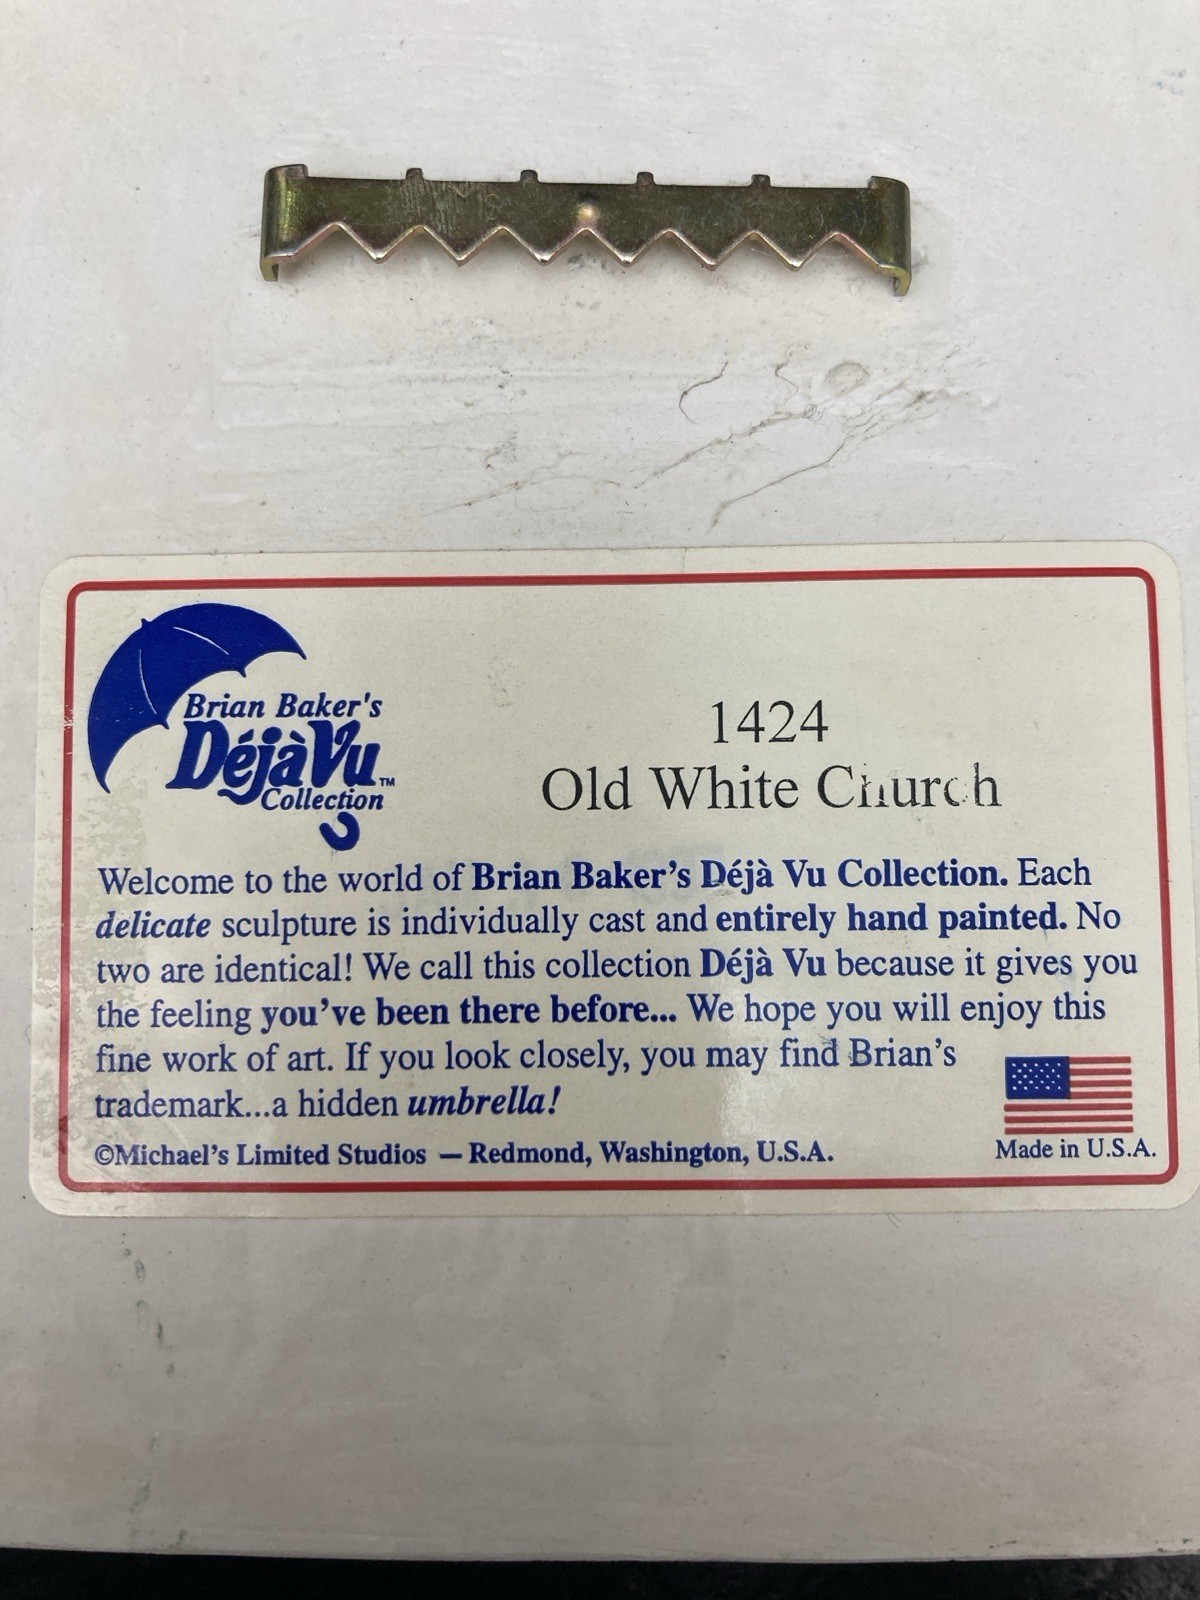 Brian Baker's
Déjà Vu™
Collection
1424
Old White Church
Welcome to the world of Brian Baker's Déjà Vu Collection. Each
delicate sculpture is individually cast and entirely hand painted. No
two are identical! We call this collection Déjà Vu because it gives you
the feeling you've been there before... We hope you will enjoy this
fine work of art. If you look closely, you may find Brian's
trademark...a hidden umbrella!
©Michael's Limited Studios — Redmond, Washington, U.S.A.
Made in U.S.A.